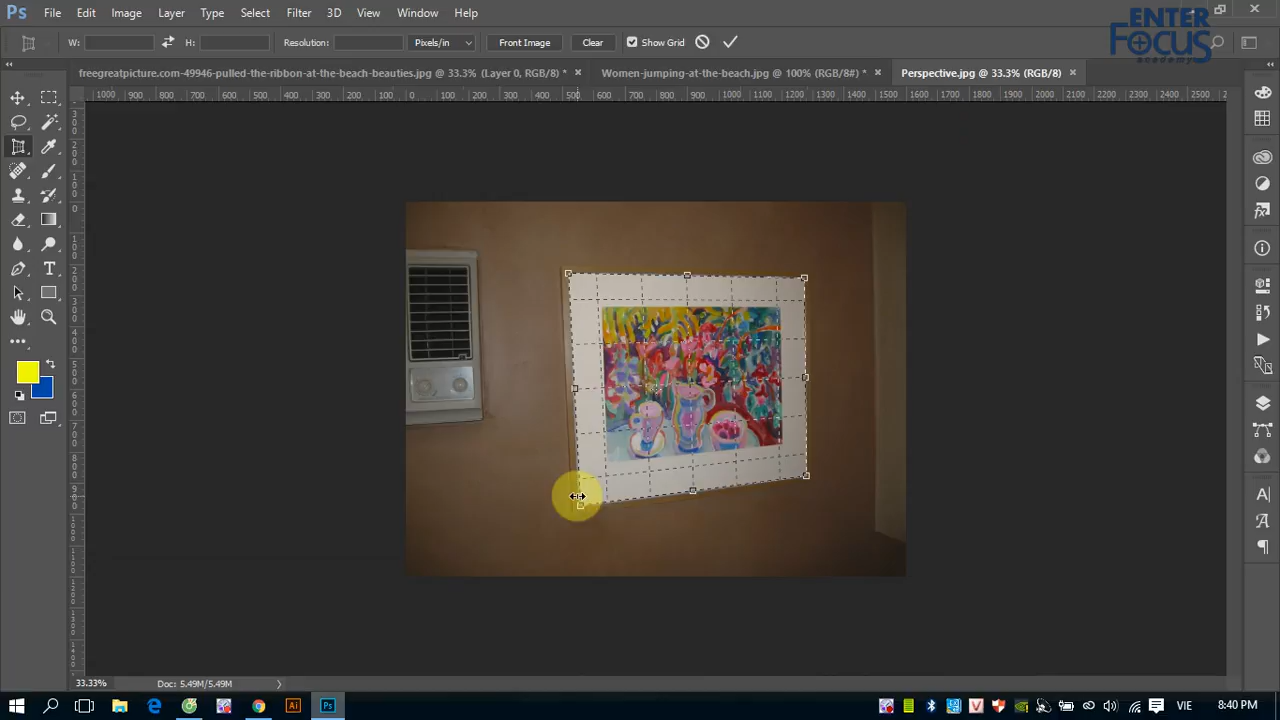 Ps File Edit Image Layer Type Select Filter 3D View Window Help
ENTER
FOCUS
academy
W: H: Resolution: Pixels/in Front Image Clear Show Grid
freegreatpicture.com-49946-pulled-the-ribbon-at-the-beach-beauties.jpg @ 33.3% (Layer 0, RGB/8) * Women-jumping-at-the-beach.jpg @ 100% (RGB/8#) * Perspective.jpg @ 33.3% (RGB/8)
1000 900 800 700 600 500 400 300 200 100 0 100 200 300 400 500 600 700 800 900 1000 1100 1200 1300 1400 1500 1600 1700 1800 1900 2000 2100 2200 2300 2400 2500
33.33% Doc: 5.49M/5.49M
Ai Ps VIE 8:40 PM